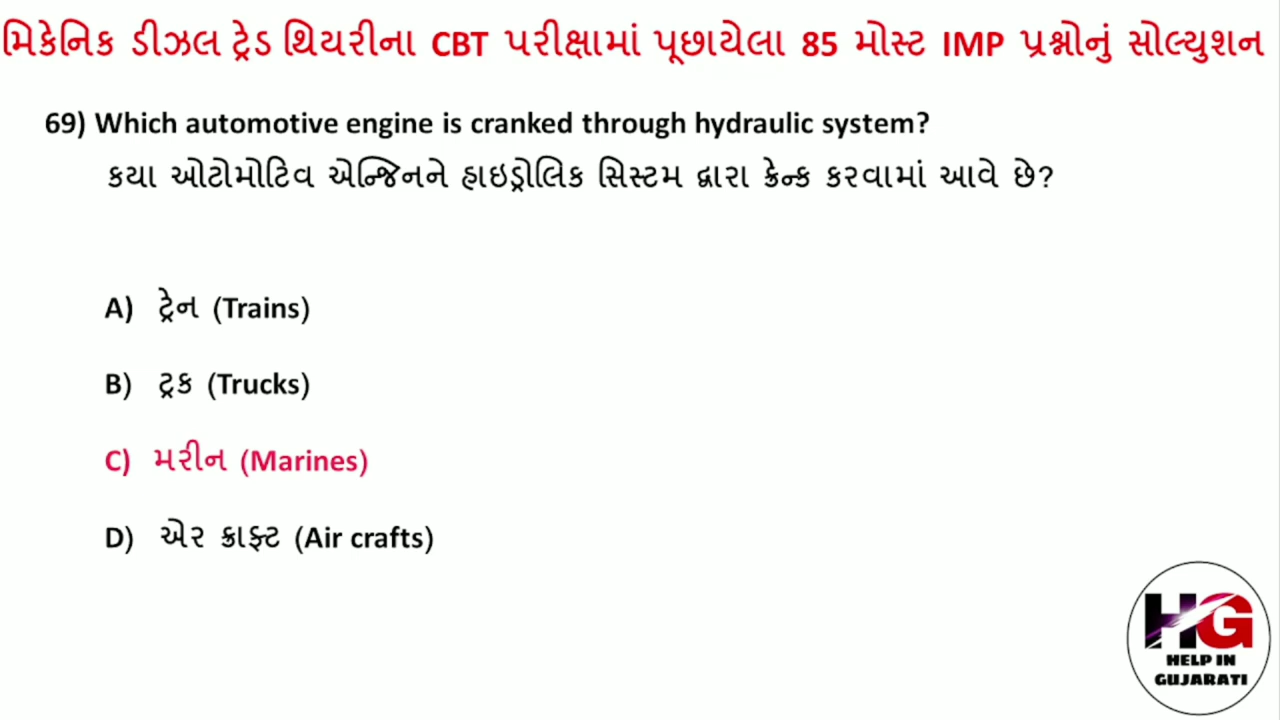 મિકેનિક ડીઝલ ટ્રેડ થિયરીના CBT પરીક્ષામાં પૂછાયેલા 85 મોસ્ટ IMP પ્રશ્નોનું સોલ્યુશન
69) Which automotive engine is cranked through hydraulic system?
કયા ઓટોમોટિવ એન્જિનને હાઇડ્રોલિક સિસ્ટમ દ્વારા ક્રેન્ક કરવામાં આવે છે?
A) ટ્રેન (Trains)
B) ટ્રક (Trucks)
C) મરીન (Marines)
D) એર ક્રાફ્ટ (Air crafts)
HG
HELP IN
GUJARATI